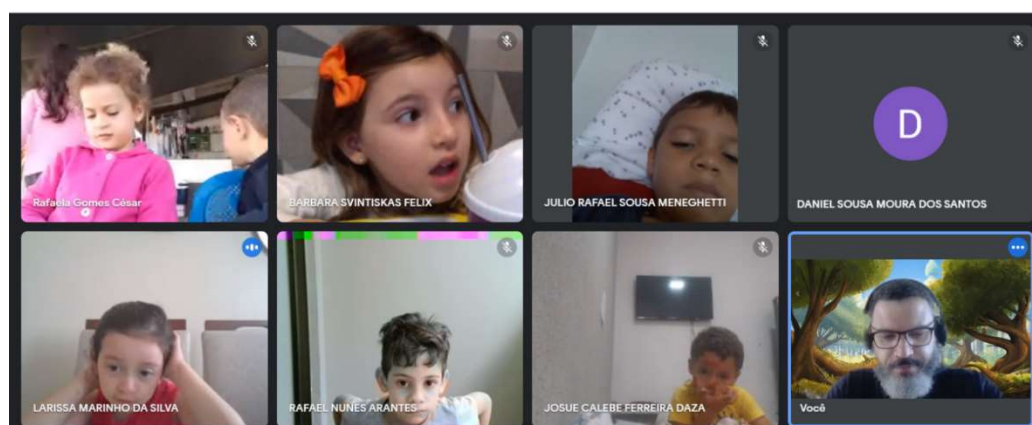 Rafaela Gomes César
BARBARA SVINTISKAS FELIX
JULIO RAFAEL SOUSA MENEGHETTI
D
DANIEL SOUSA MOURA DOS SANTOS
LARISSA MARINHO DA SILVA
RAFAEL NUNES ARANTES
JOSUE CALEBE FERREIRA DAZA
Você